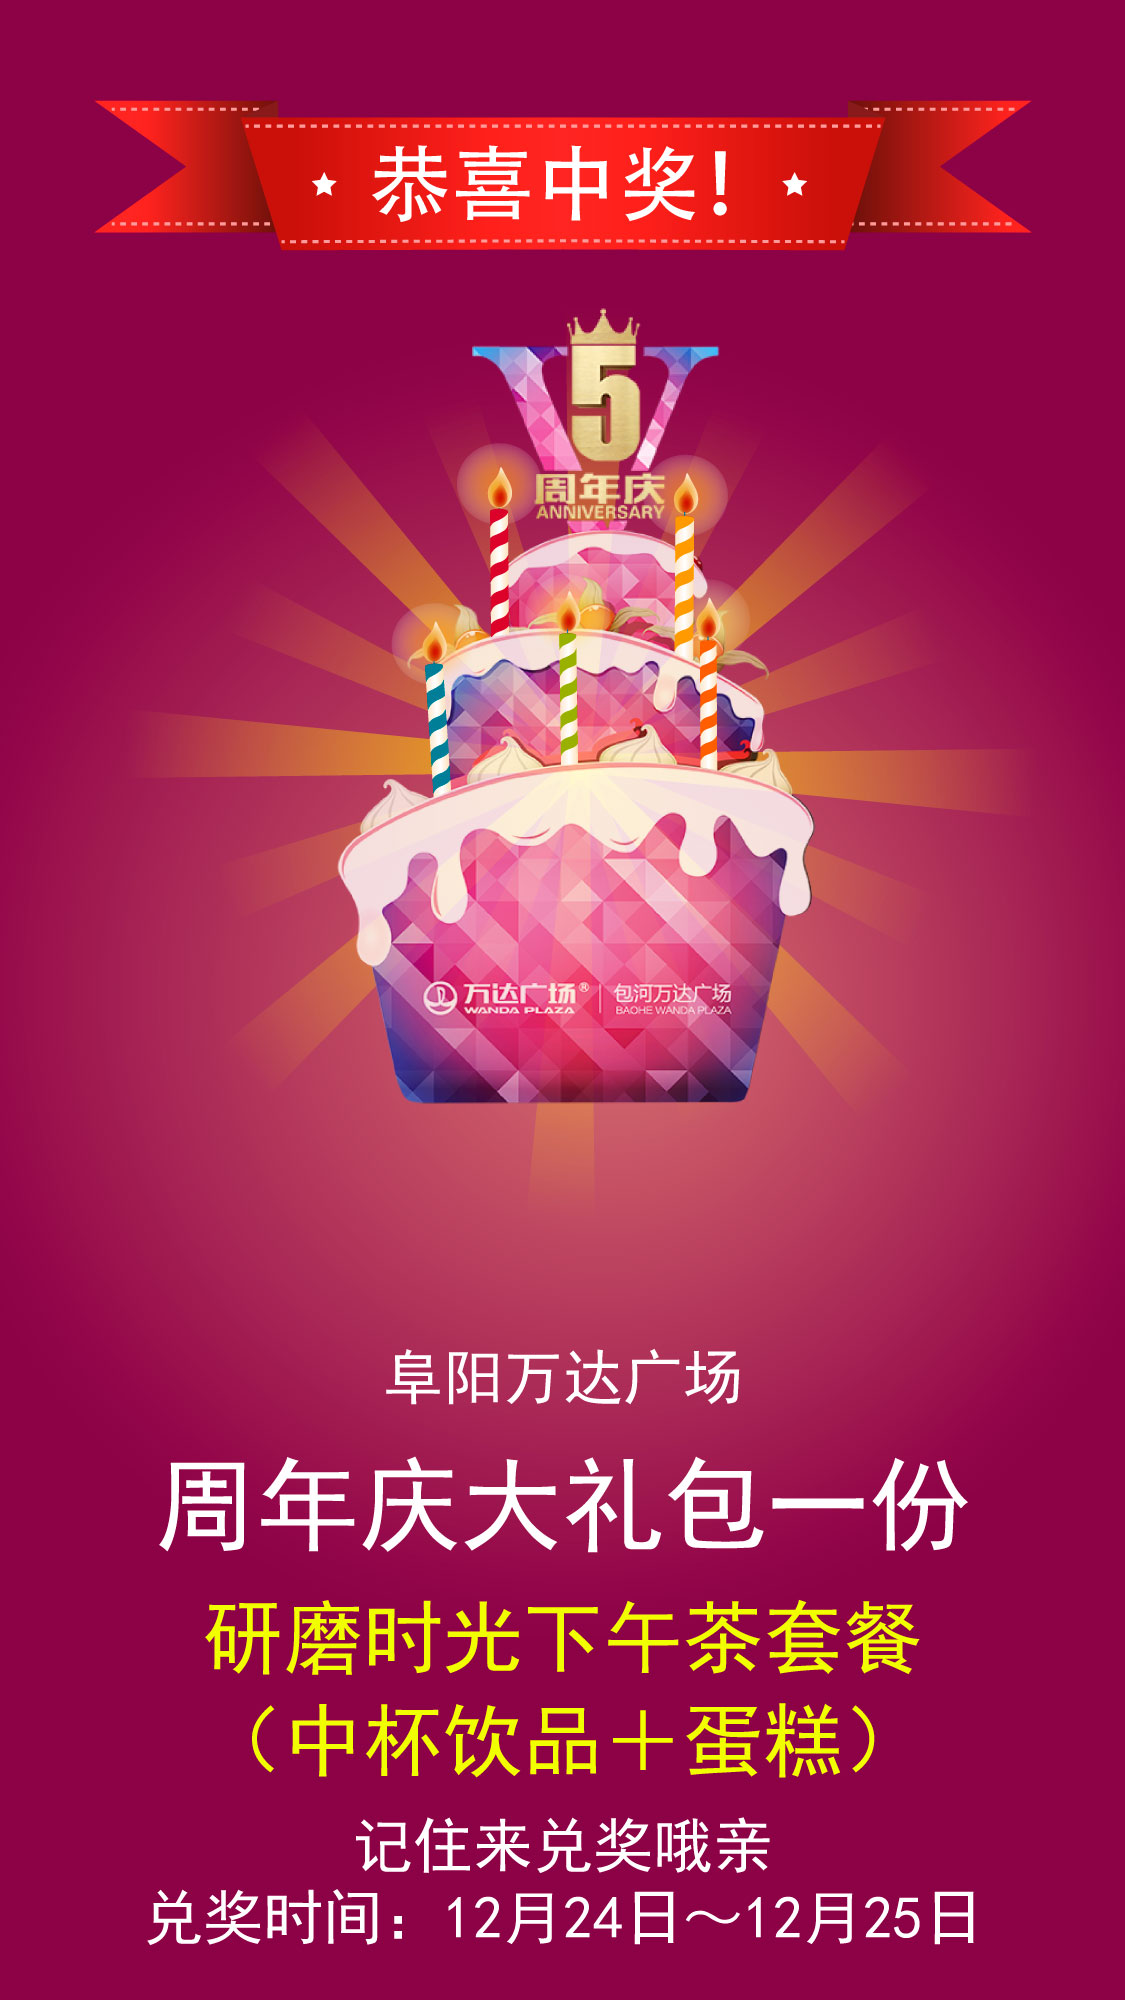 恭喜中奖!
5
周年庆
ANNIVERSARY
万达广场® 包河万达广场
WANDA PLAZA BAOHE WANDA PLAZA
阜阳万达广场
周年庆大礼包一份
研磨时光下午茶套餐
（中杯饮品＋蛋糕）
记住来兑奖哦亲
兑奖时间：12月24日～12月25日